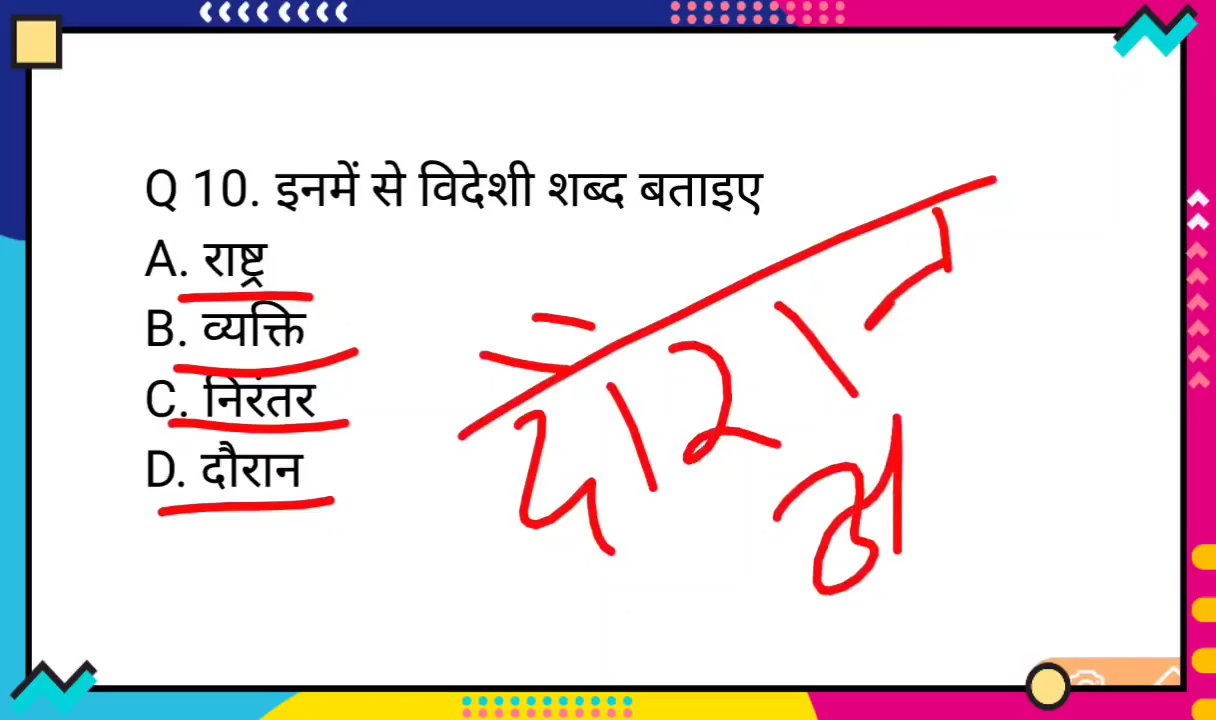 Q 10. इनमें से विदेशी शब्द बताइए
A. राष्ट्र
B. व्यक्ति
C. निरंतर
D. दौरान
दौरान
अ